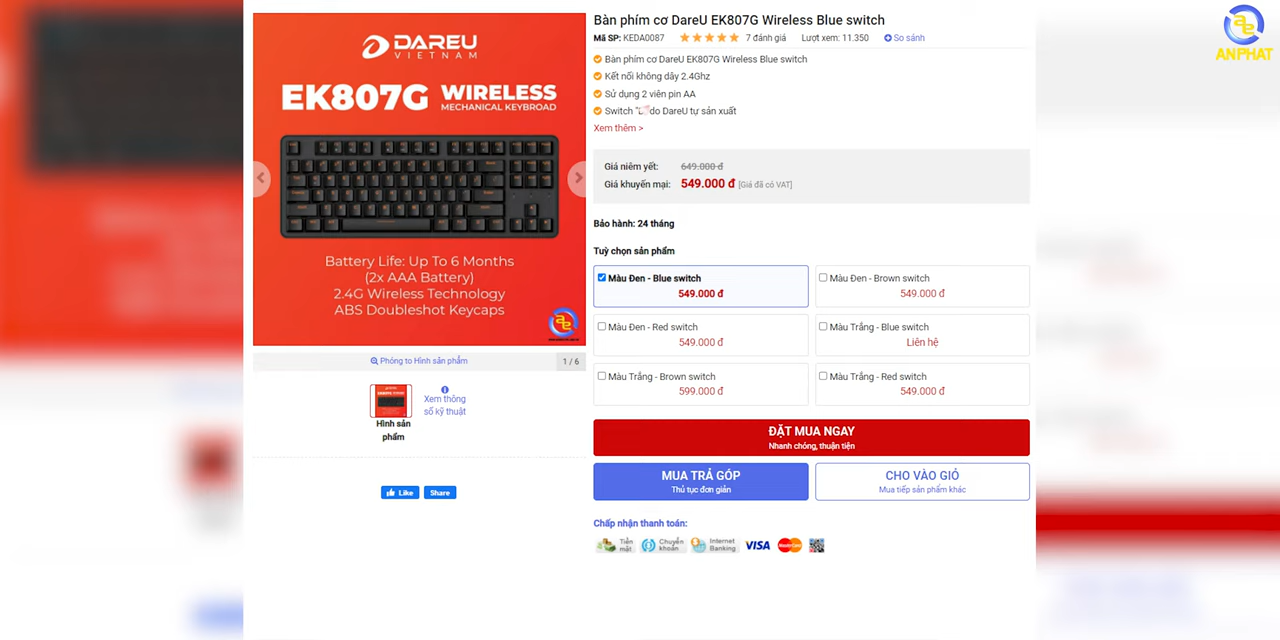 ANPHAT
DAREU
VIETNAM
EK807G WIRELESS
MECHANICAL KEYBROAD
Battery Life: Up To 6 Months
(2x AAA Battery)
2.4G Wireless Technology
ABS Doubleshot Keycaps
Phóng to Hình sản phẩm
1 / 6
Hình sản
phẩm
Xem thông
số kỹ thuật
Like
Share
Bàn phím cơ DareU EK807G Wireless Blue switch
Mã SP: KEDA0087 7 đánh giá Lượt xem: 11.350 So sánh
Bàn phím cơ DareU EK807G Wireless Blue switch
Kết nối không dây 2.4Ghz
Sử dụng 2 viên pin AA
Switch do DareU tự sản xuất
Xem thêm >
Giá niêm yết: 649.000 đ
Giá khuyến mại: 549.000 đ [Giá đã có VAT]
Bảo hành: 24 tháng
Tuỳ chọn sản phẩm
Màu Đen - Blue switch
549.000 đ
Màu Đen - Brown switch
549.000 đ
Màu Đen - Red switch
549.000 đ
Màu Trắng - Blue switch
Liên hệ
Màu Trắng - Brown switch
599.000 đ
Màu Trắng - Red switch
549.000 đ
ĐẶT MUA NGAY
Nhanh chóng, thuận tiện
MUA TRẢ GÓP
Thủ tục đơn giản
CHO VÀO GIỎ
Mua tiếp sản phẩm khác
Chấp nhận thanh toán:
Tiền mặt
Chuyển khoản
Internet Banking
VISA